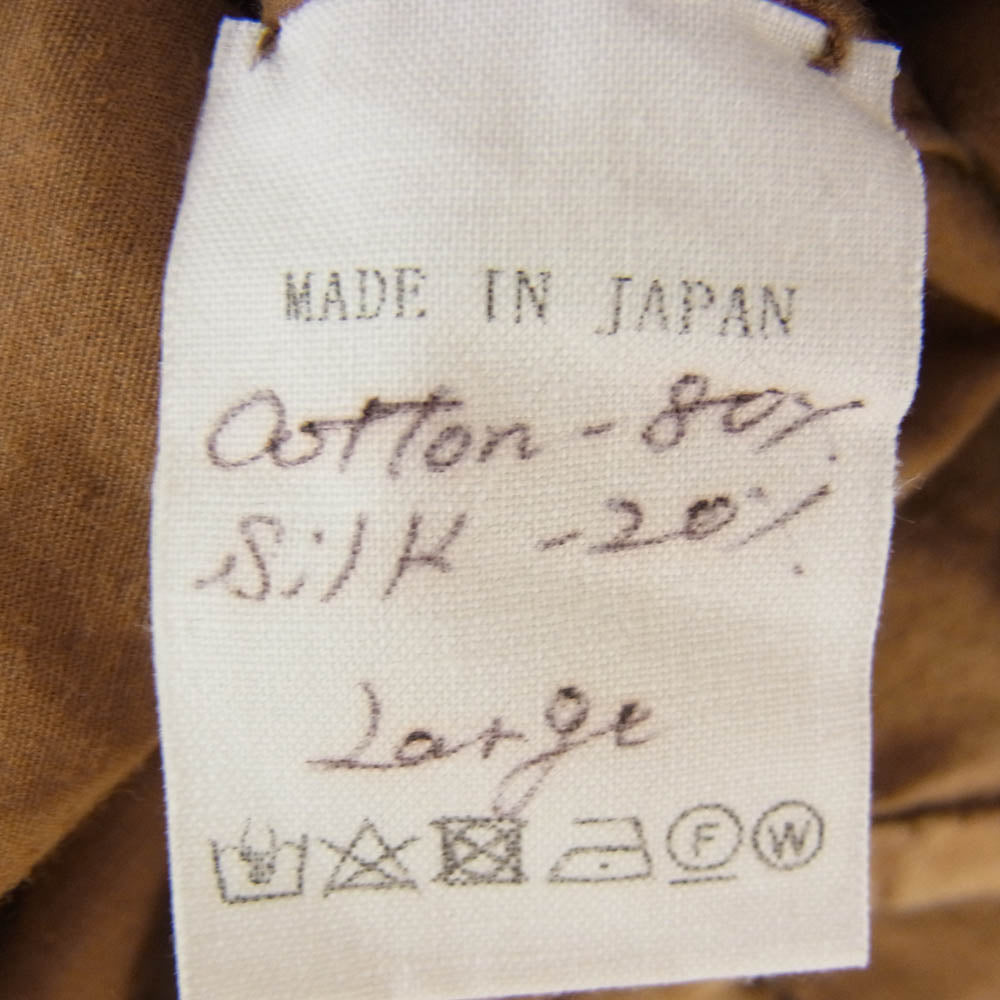 MADE IN JAPAN
Cotton - 80%
Silk - 20%
Large
F W